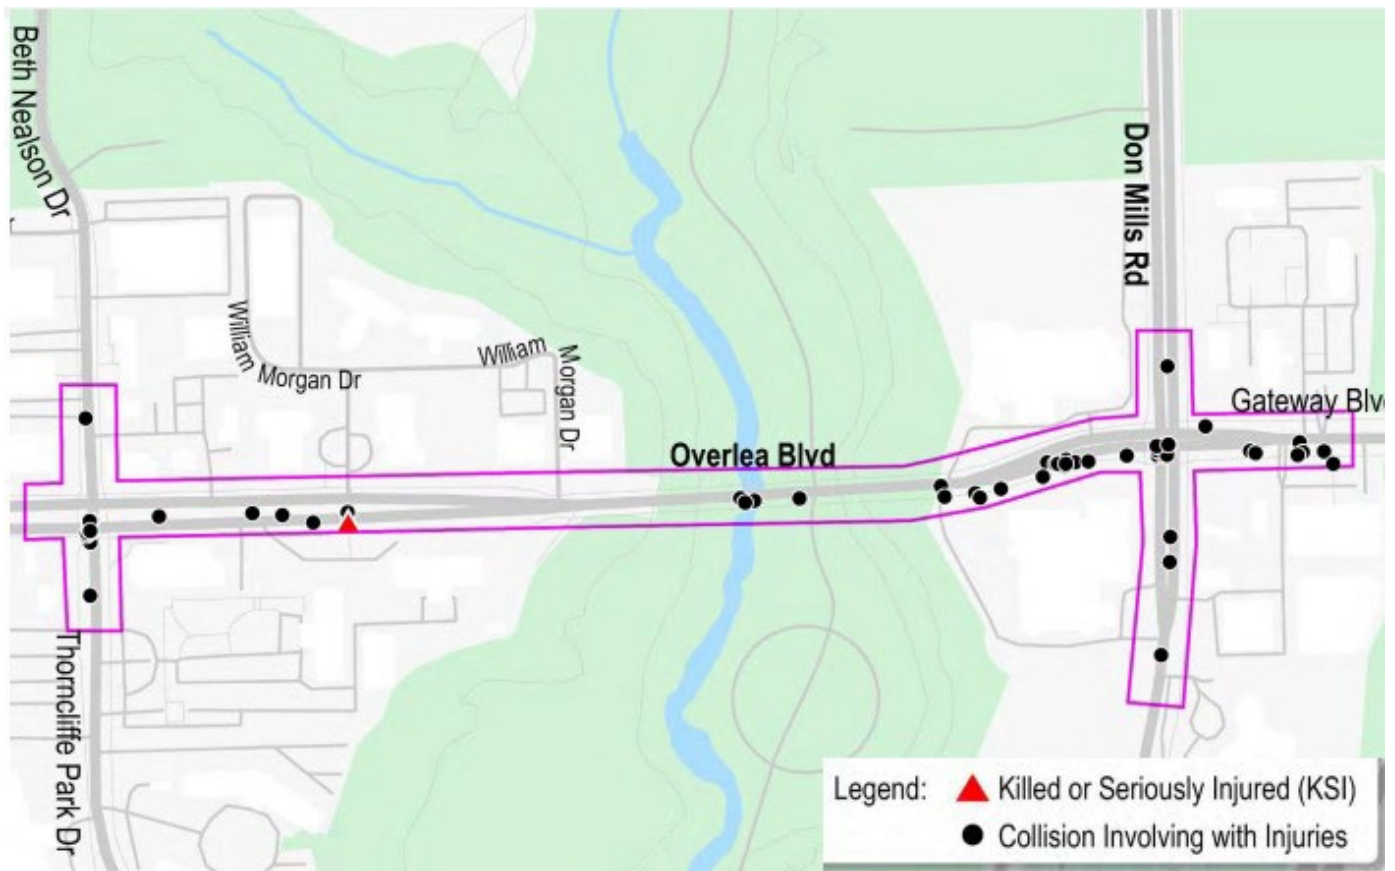 Beth Nealson Dr
Don Mills Rd
William
Morgan Dr
William
Morgan Dr
Gateway Blv
Overlea Blvd
Thorncliffe Park Dr
Legend:
Killed or Seriously Injured (KSI)
Collision Involving with Injuries